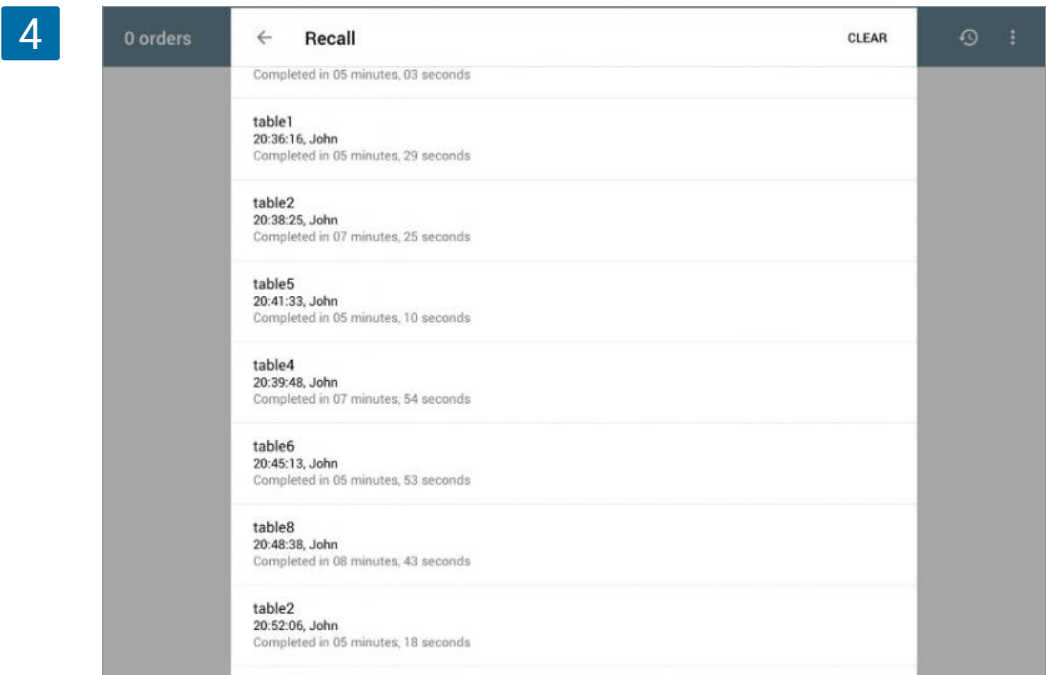 4
0 orders
Recall
CLEAR
Completed in 05 minutes, 03 seconds
table1
20:36:16, John
Completed in 05 minutes, 29 seconds
table2
20:38:25, John
Completed in 07 minutes, 25 seconds
table5
20:41:33, John
Completed in 05 minutes, 10 seconds
table4
20:39:48, John
Completed in 07 minutes, 54 seconds
table6
20:45:13, John
Completed in 05 minutes, 53 seconds
table8
20:48:38, John
Completed in 08 minutes, 43 seconds
table2
20:52:06, John
Completed in 05 minutes, 18 seconds